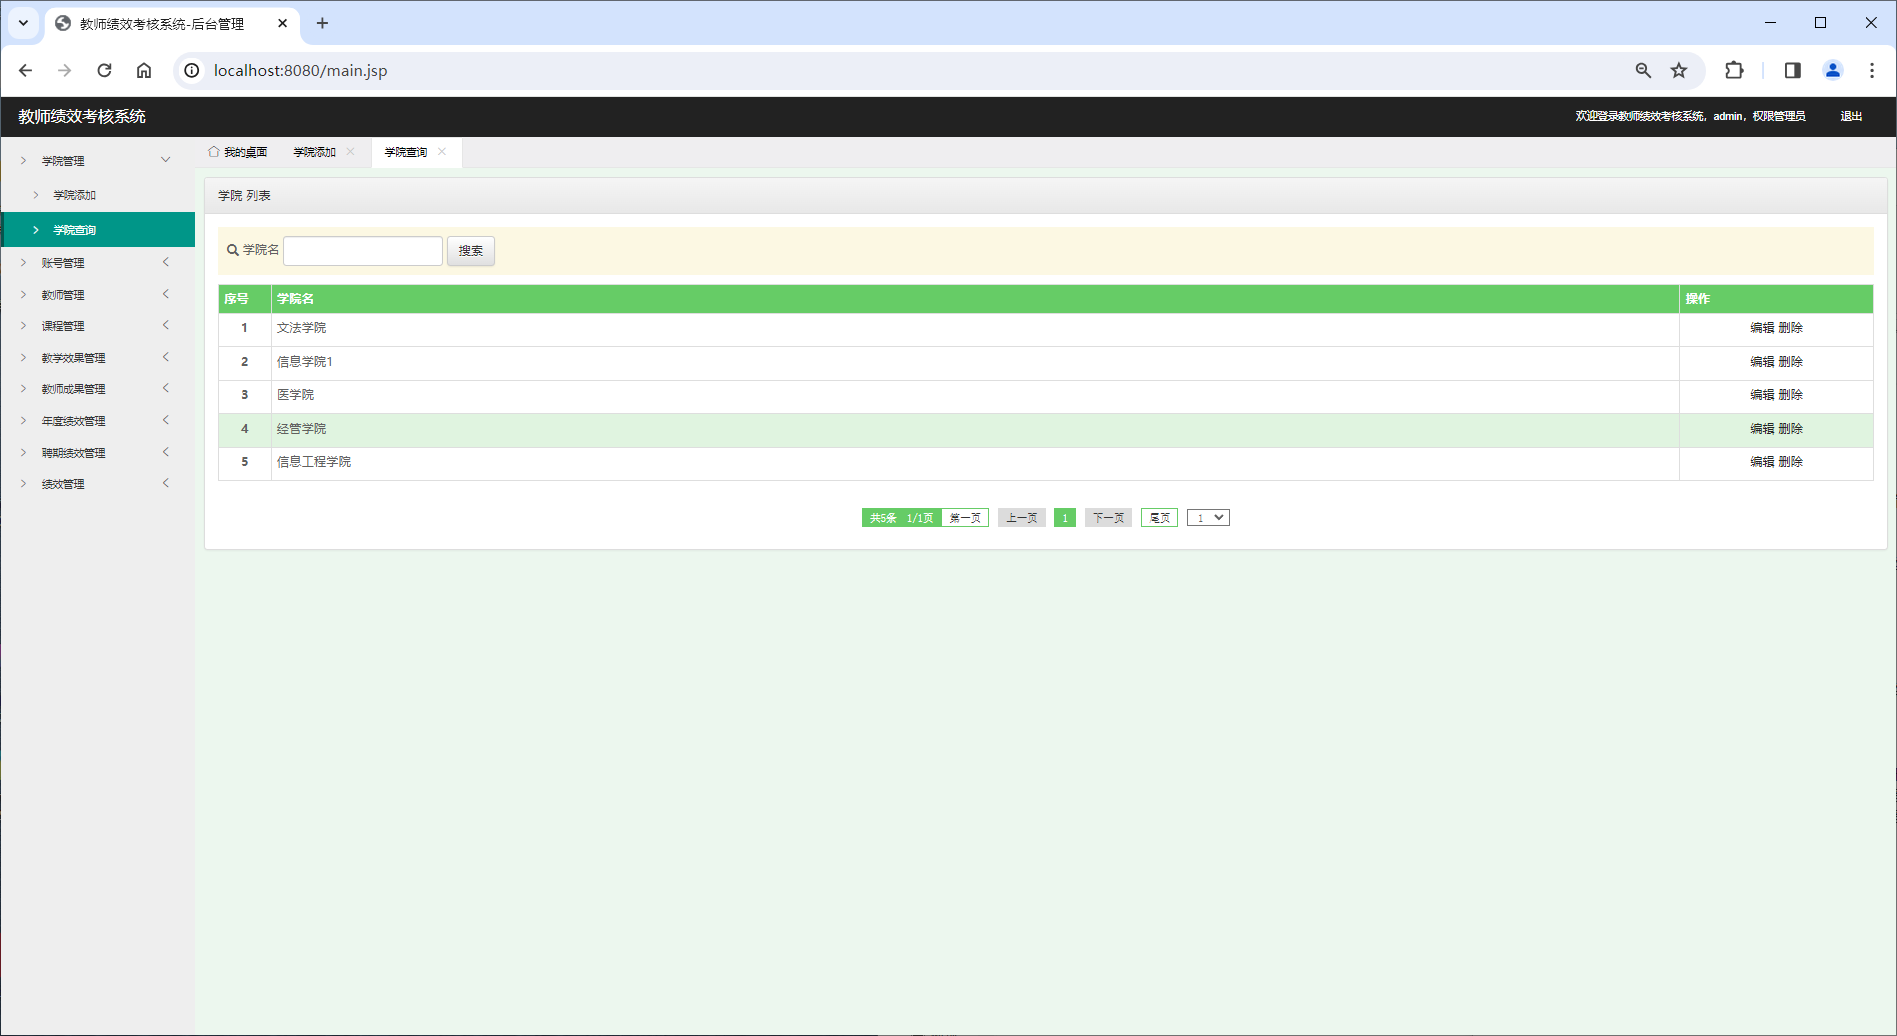 教师绩效考核系统-后台管理
localhost:8080/main.jsp
教师绩效考核系统
欢迎登录教师绩效考核系统，admin，权限管理员 退出
学院管理
学院添加
学院查询
账号管理
教师管理
课程管理
教学效果管理
教师成果管理
年度绩效管理
聘期绩效管理
绩效管理
我的桌面 学院添加 学院查询
学院 列表
学院名 搜索
序号 学院名 操作
1 文法学院 编辑 删除
2 信息学院1 编辑 删除
3 医学院 编辑 删除
4 经管学院 编辑 删除
5 信息工程学院 编辑 删除
共5条 1/1页 第一页 上一页 1 下一页 尾页 1